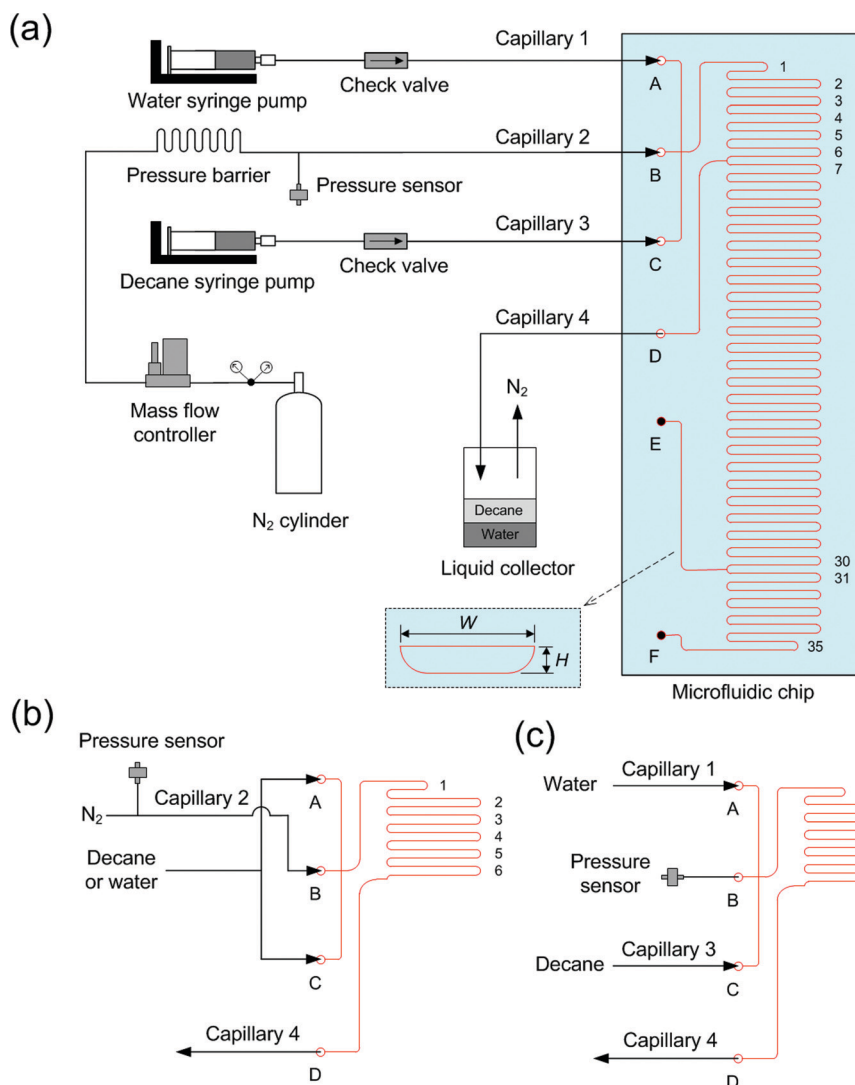 (a)
Capillary 1
Water syringe pump
Check valve
A
1
2
3
4
5
6
7
Capillary 2
Pressure barrier
Pressure sensor
B
Capillary 3
Decane syringe pump
Check valve
C
Capillary 4
D
Mass flow
controller
N₂
E
N₂ cylinder
Decane
Water
Liquid collector
30
31
W
H
F
35
Microfluidic chip
(b)
Pressure sensor
N₂
Capillary 2
A
1
2
3
4
5
6
Decane
or water
B
C
Capillary 4
D
(c)
Water
Capillary 1
A
Pressure
sensor
B
Decane
Capillary 3
C
Capillary 4
D